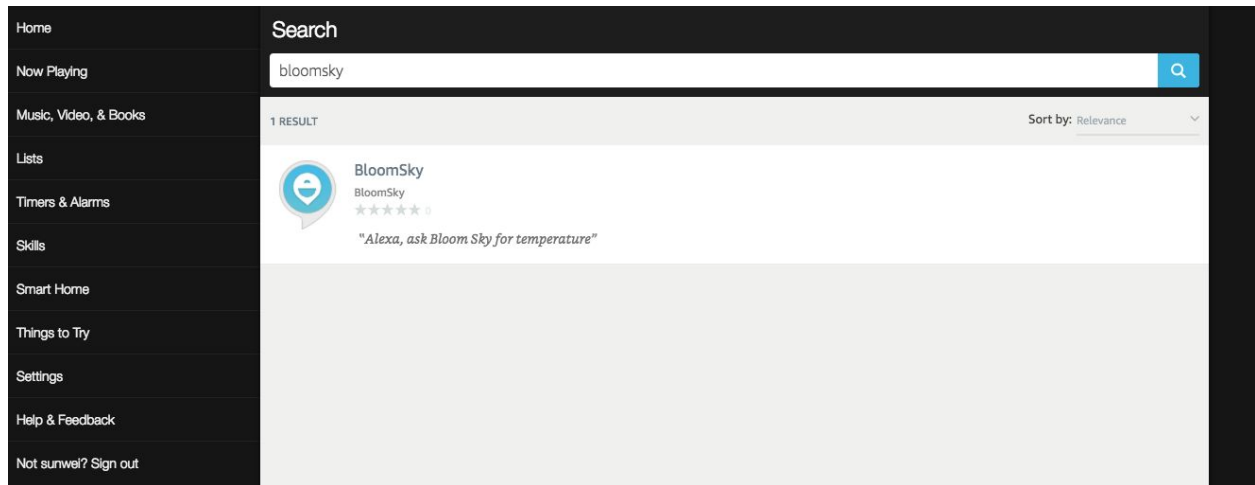 Home
Now Playing
Music, Video, & Books
Lists
Timers & Alarms
Skills
Smart Home
Things to Try
Settings
Help & Feedback
Not sunwei? Sign out
Search
bloomsky
1 RESULT
Sort by: Relevance
BloomSky
BloomSky
0
"Alexa, ask Bloom Sky for temperature"